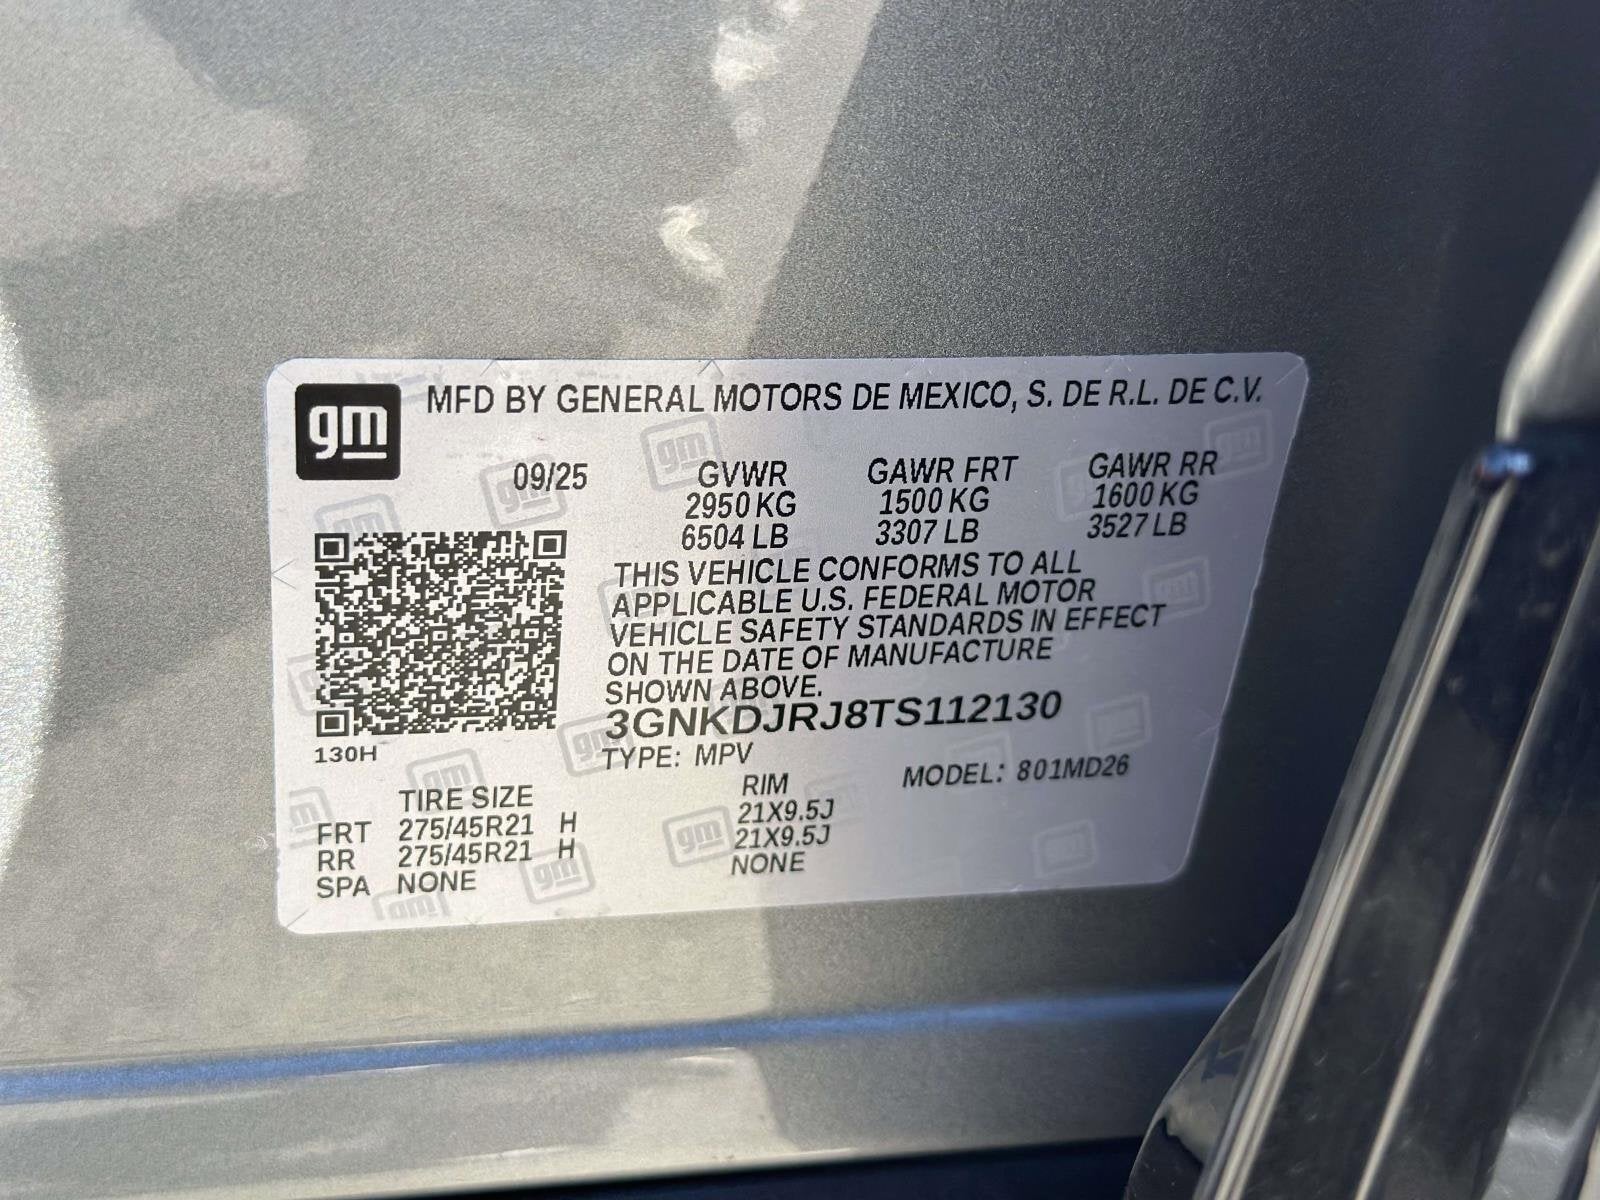 gm MFD BY GENERAL MOTORS DE MEXICO, S. DE R.L. DE C.V.
09/25 GVWR GAWR FRT GAWR RR
2950 KG 1500 KG 1600 KG
6504 LB 3307 LB 3527 LB
THIS VEHICLE CONFORMS TO ALL
APPLICABLE U.S. FEDERAL MOTOR
VEHICLE SAFETY STANDARDS IN EFFECT
ON THE DATE OF MANUFACTURE
SHOWN ABOVE.
3GNKDJRJ8TS112130
130H TYPE: MPV MODEL: 801MD26
TIRE SIZE RIM
FRT 275/45R21 H 21X9.5J
RR 275/45R21 H 21X9.5J
SPA NONE NONE